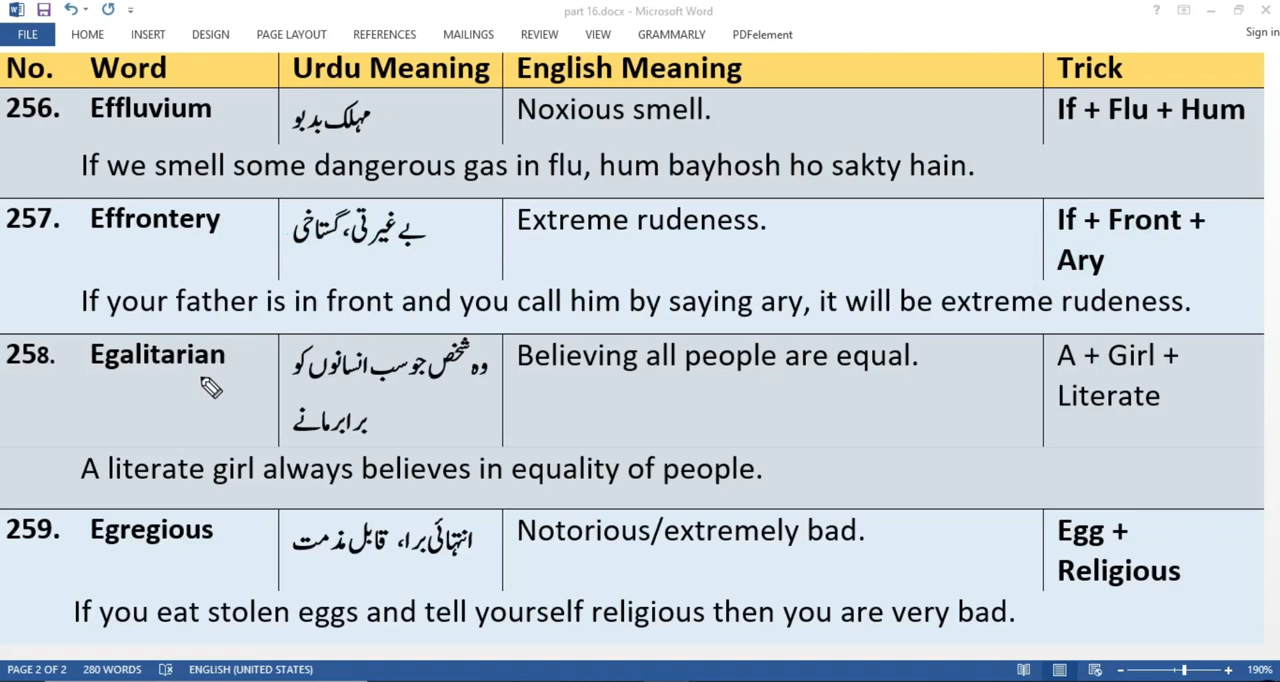 part 16.docx - Microsoft Word
FILE HOME INSERT DESIGN PAGE LAYOUT REFERENCES MAILINGS REVIEW VIEW GRAMMARLY PDFelement Sign in
No. Word Urdu Meaning English Meaning Trick
256. Effluvium مہلک بدبو Noxious smell. If + Flu + Hum
If we smell some dangerous gas in flu, hum bayhosh ho sakty hain.
257. Effrontery بے غیرتی، گستاخی Extreme rudeness. If + Front +
Ary
If your father is in front and you call him by saying ary, it will be extreme rudeness.
258. Egalitarian وہ شخص جو سب انسانوں کو Believing all people are equal. A + Girl +
برابر مانے Literate
A literate girl always believes in equality of people.
259. Egregious انتہائی برا، قابل مذمت Notorious/extremely bad. Egg +
Religious
If you eat stolen eggs and tell yourself religious then you are very bad.
PAGE 2 OF 2 280 WORDS ENGLISH (UNITED STATES) 190%